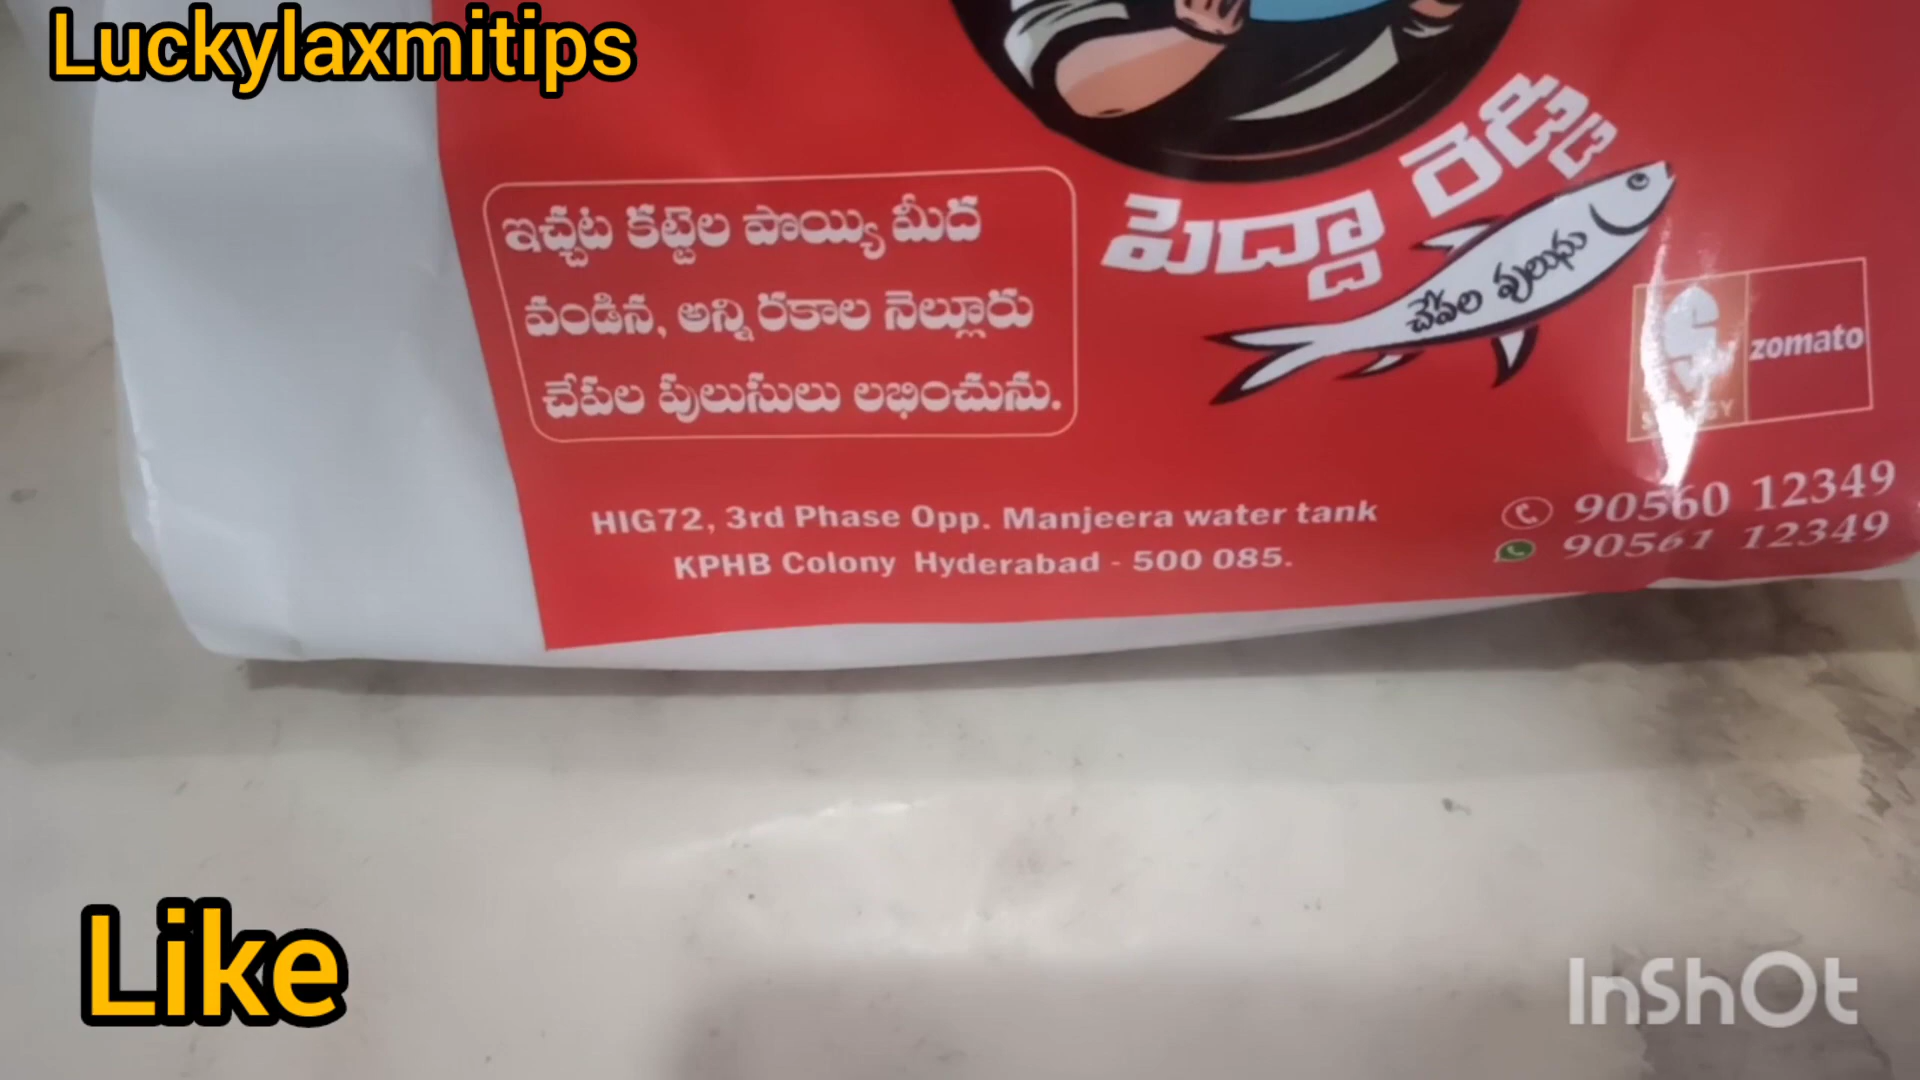 Luckylaxmitips
పెద్దా రెడ్డి
చేపల పులుసు
ఇచ్చట కట్టెల పొయ్యి మీద
వండిన, అన్ని రకాల నెల్లూరు
చేపల పులుసులు లభించును.
zomato
HIG72, 3rd Phase Opp. Manjeera water tank
KPHB Colony Hyderabad - 500 085.
90560 12349
90561 12349
Like
InShOt